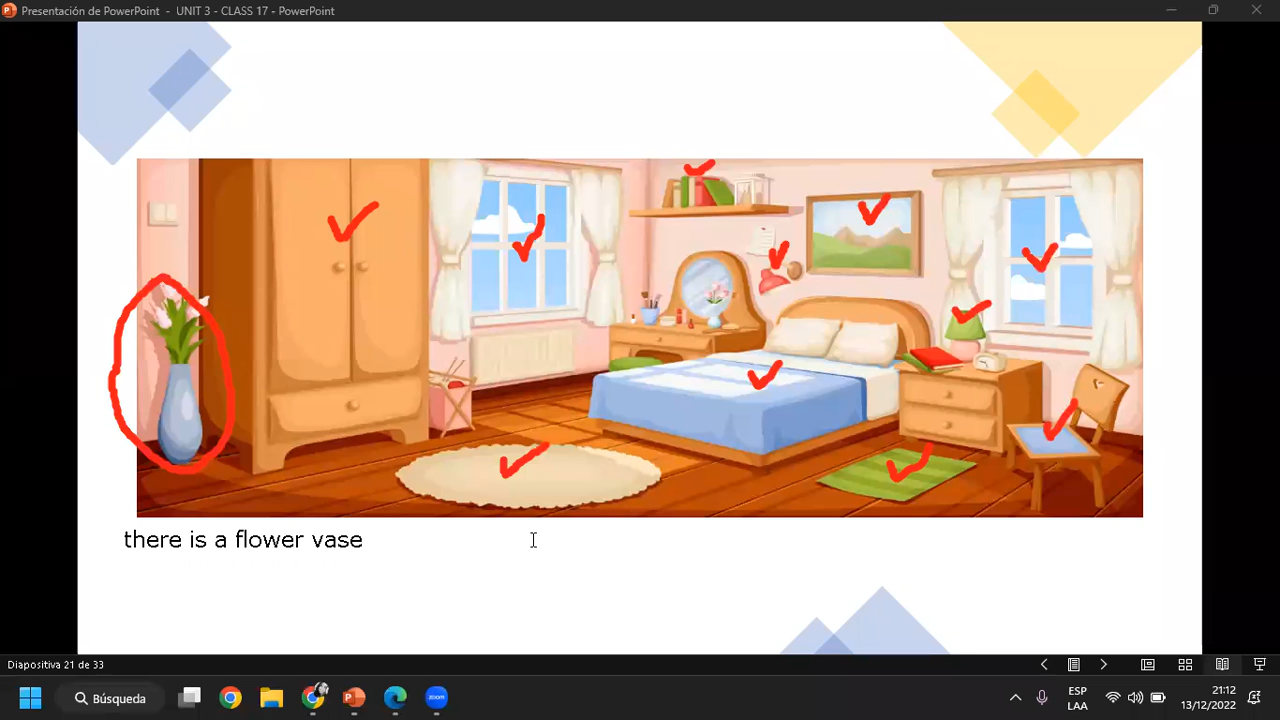 Presentación de PowerPoint - UNIT 3 - CLASS 17 - PowerPoint
there is a flower vase
Diapositiva 21 de 33
Búsqueda
zoom
ESP
LAA
21:12
13/12/2022